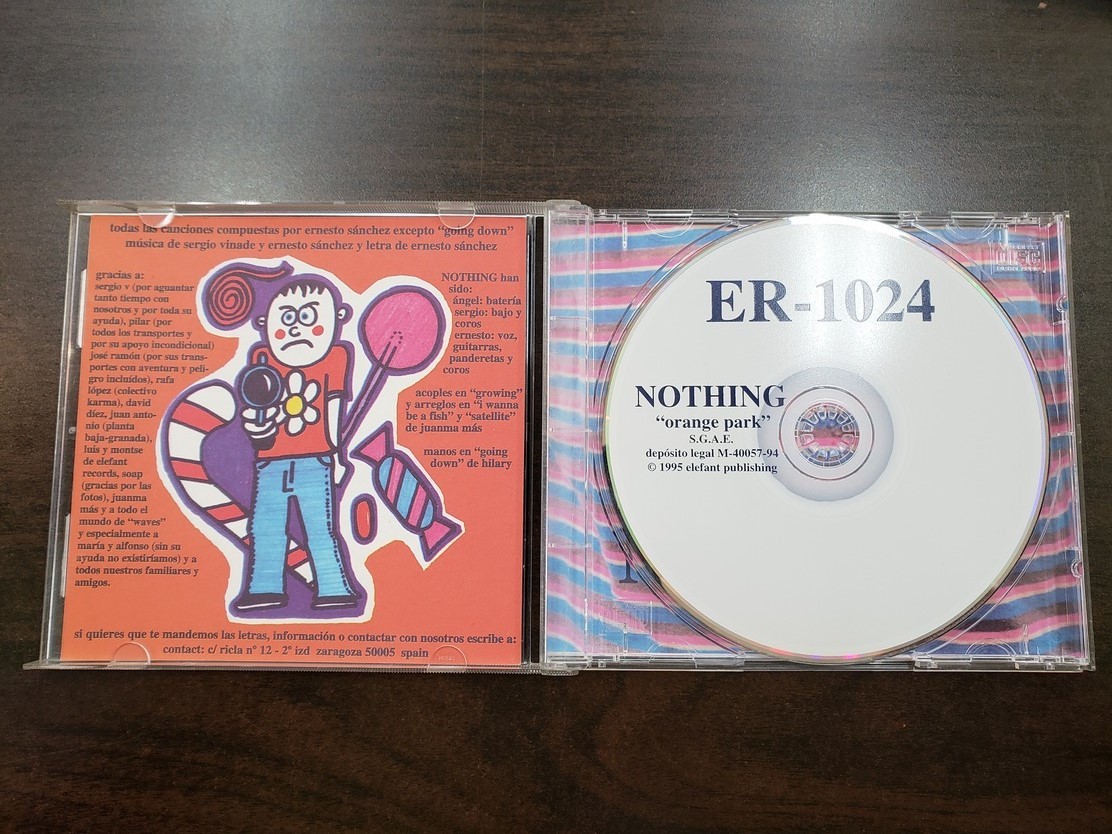 todas las canciones compuestas por ernesto sánchez excepto “going down”
música de sergio vinade y ernesto sánchez y letra de ernesto sánchez
gracias a:
sergio v (por aguantar
tanto tiempo con
nosotros y por toda su
ayuda), pilar (por
todos los transportes y
por su apoyo incondicional)
josé ramón (por sus trans-
portes con aventura y peli-
gro incluídos), rafa
lópez (colectivo
karma), david
díez, juan anto-
nio (planta
baja-granada),
luis y montse
de elefant
records, soap
(gracias por las
fotos), juanma
más y a todo el
mundo de “waves”
y especialmente a
maría y alfonso (sin su
ayuda no existiríamos) y a
todos nuestros familiares y
amigos.
NOTHING han
sido:
ángel: batería
sergio: bajo y
coros
ernesto: voz,
guitarras,
panderetas y
coros
acoples en “growing”
y arreglos en “i wanna
be a fish” y “satellite”
de juanma más
manos en “going
down” de hilary
si quieres que te mandemos las letras, información o contactar con nosotros escribe a:
contact: c/ ricla nº 12 - 2º izd zaragoza 50005 spain
ER-1024
NOTHING
“orange park”
S.G.A.E.
depósito legal M-40057-94
© 1995 elefant publishing